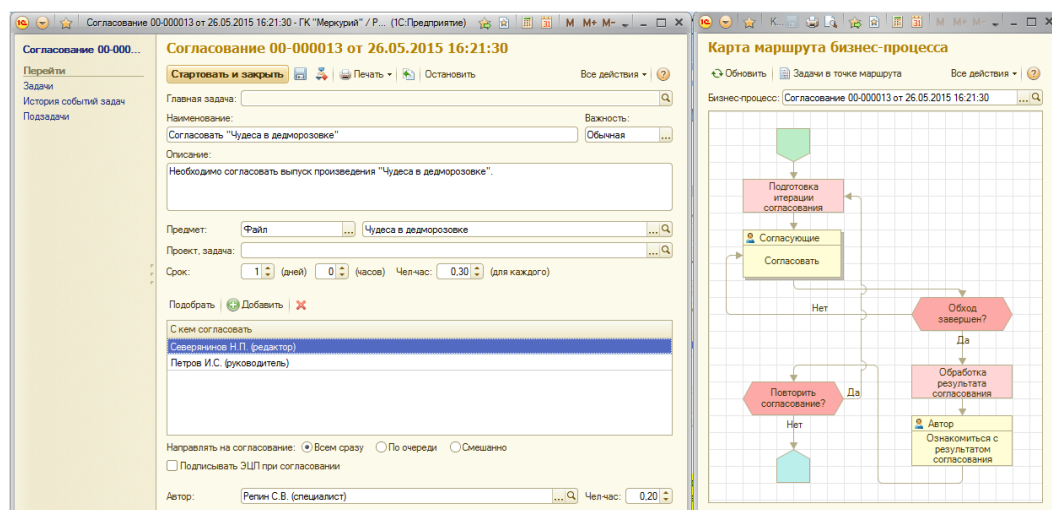 Согласование 00-000013 от 26.05.2015 16:21:30 - ГК "Меркурий" / Р... (1С:Предприятие)
M M+ M-
Согласование 00-000...
Перейти
Задачи
История событий задач
Подзадачи
Согласование 00-000013 от 26.05.2015 16:21:30
Стартовать и закрыть Печать Остановить Все действия
Главная задача:
Наименование: Важность:
Согласовать "Чудеса в дедморозовке" Обычная ...
Описание:
Необходимо согласовать выпуск произведения "Чудеса в дедморозовке".
Предмет: Файл ... Чудеса в дедморозовке ...
Проект, задача: ...
Срок: 1 (дней) 0 (часов) Чел-час: 0,30 (для каждого)
Подобрать Добавить
С кем согласовать
Северянинов Н.П. (редактор)
Петров И.С. (руководитель)
Направлять на согласование: Всем сразу По очереди Смешанно
Подписывать ЭЦП при согласовании
Автор: Репин С.В. (специалист) ... Чел-час: 0,20
К...
M M+ M-
Карта маршрута бизнес-процесса
Обновить Задачи в точке маршрута Все действия
Бизнес-процесс: Согласование 00-000013 от 26.05.2015 16:21:30 ...
Подготовка
итерации
согласования
Согласующие
Согласовать
Нет
Обход
завершен?
Да
Обработка
результата
согласования
Повторить
согласование?
Да
Нет
Автор
Ознакомиться с
результатом
согласования